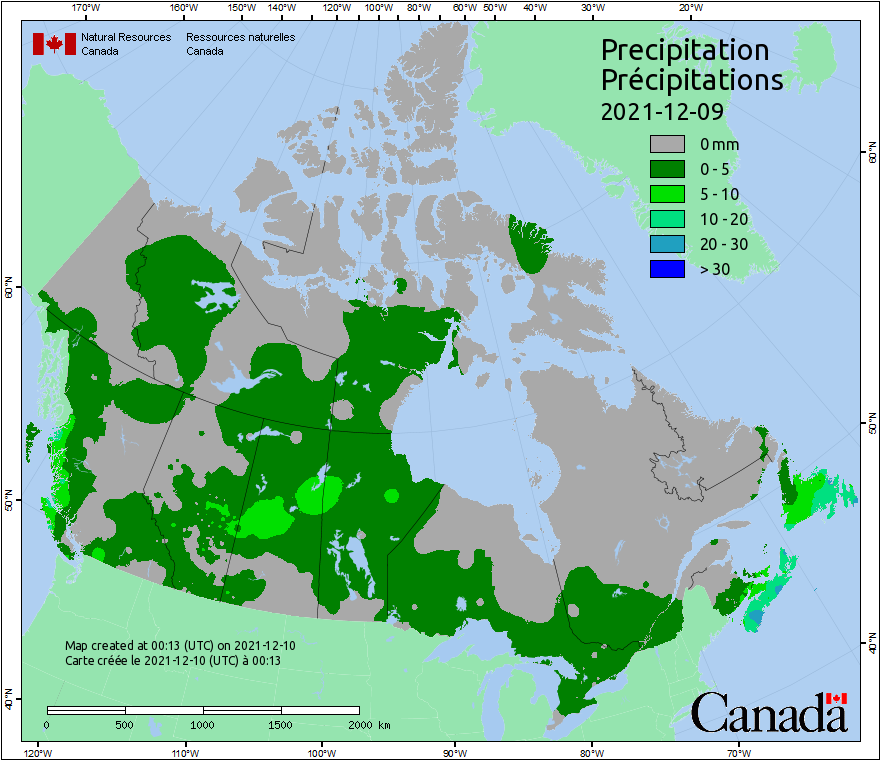 170°W 160°W 150°W 140°W 120°W 100°W 80°W 60°W 50°W 40°W 30°W 20°W
Natural Resources Ressources naturelles
Canada Canada
Precipitation
Précipitations
2021-12-09
0 mm
0 - 5
5 - 10
10 - 20
20 - 30
> 30
60°N
50°N
40°N
60°N
50°N
40°N
Map created at 00:13 (UTC) on 2021-12-10
Carte créée le 2021-12-10 (UTC) à 00:13
0 500 1000 1500 2000 km
Canada
120°W 110°W 100°W 90°W 80°W 70°W